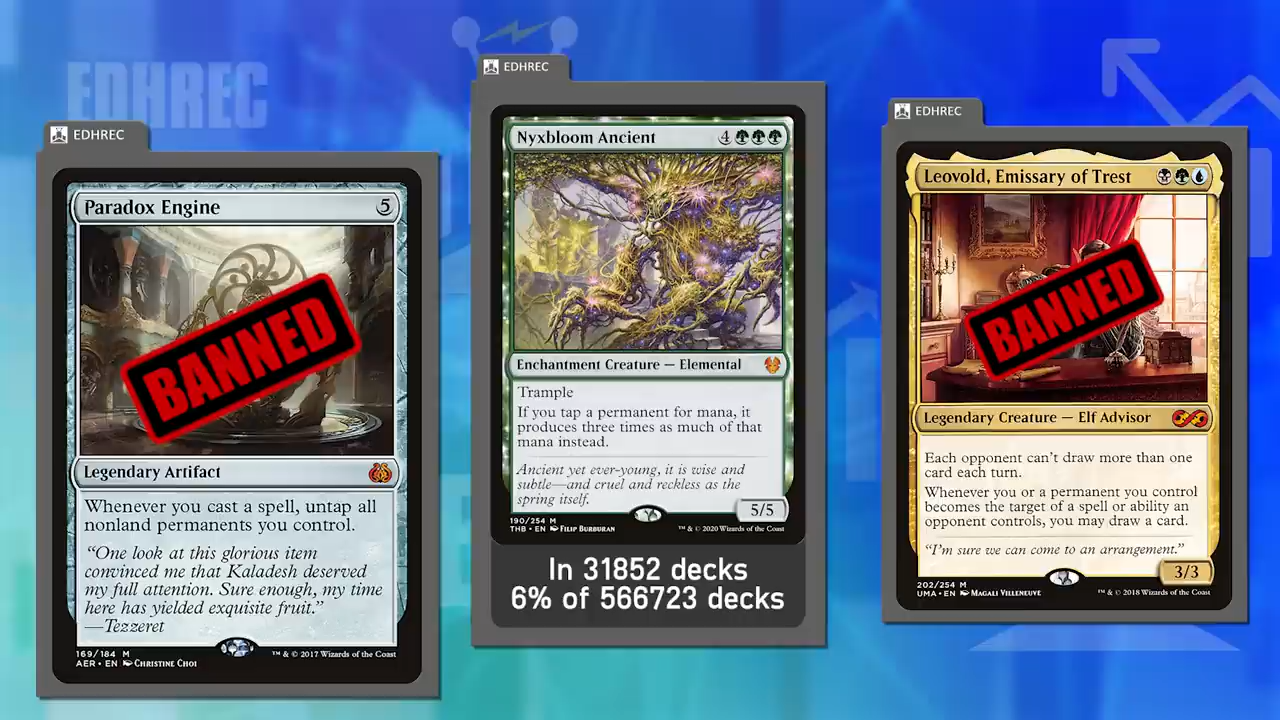 EDHREC
EDHREC
Paradox Engine 5
BANNED
Legendary Artifact
Whenever you cast a spell, untap all
nonland permanents you control.
“One look at this glorious item
convinced me that Kaladesh deserved
my full attention. Sure enough, my time
here has yielded exquisite fruit.”
—Tezzeret
169/184 M
AER • EN Christine Choi
™ & © 2017 Wizards of the Coast
EDHREC
Nyxbloom Ancient 4
Enchantment Creature — Elemental
Trample
If you tap a permanent for mana, it
produces three times as much of that
mana instead.
Ancient yet ever-young, it is wise and
subtle—and cruel and reckless as the
spring itself.
5/5
190/254 M
THB • EN Filip Burburan
™ & © 2020 Wizards of the Coast
In 31852 decks
6% of 566723 decks
EDHREC
Leovold, Emissary of Trest
BANNED
Legendary Creature — Elf Advisor
Each opponent can’t draw more than one
card each turn.
Whenever you or a permanent you control
becomes the target of a spell or ability an
opponent controls, you may draw a card.
“I’m sure we can come to an arrangement.”
3/3
202/254 M
UMA • EN Magali Villeneuve
™ & © 2018 Wizards of the Coast